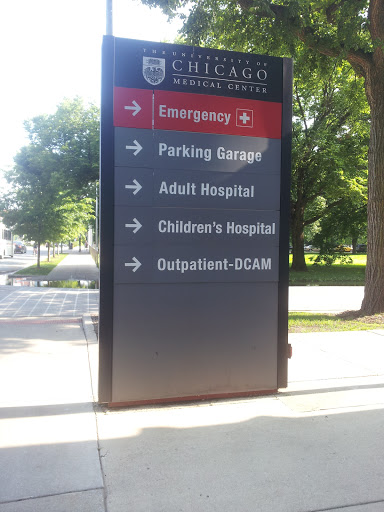 THE UNIVERSITY OF
CHICAGO
MEDICAL CENTER
Emergency
Parking Garage
Adult Hospital
Children's Hospital
Outpatient-DCAM